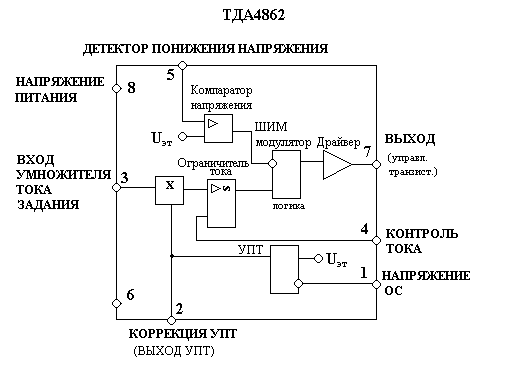 ТДА4862
ДЕТЕКТОР ПОНИЖЕНИЯ НАПРЯЖЕНИЯ
НАПРЯЖЕНИЕ
ПИТАНИЯ
8
5
Компаратор
напряжения
Uэт
ШИМ
модулятор
Драйвер
7
ВЫХОД
(управл.
транзист.)
ВХОД
УМНОЖИТЕЛЯ
ТОКА
ЗАДАНИЯ
3
X
Ограничитель
тока
S
логика
4
КОНТРОЛЬ
ТОКА
УПТ
Uэт
1
НАПРЯЖЕНИЕ
ОС
6
2
КОРРЕКЦИЯ УПТ
(ВЫХОД УПТ)